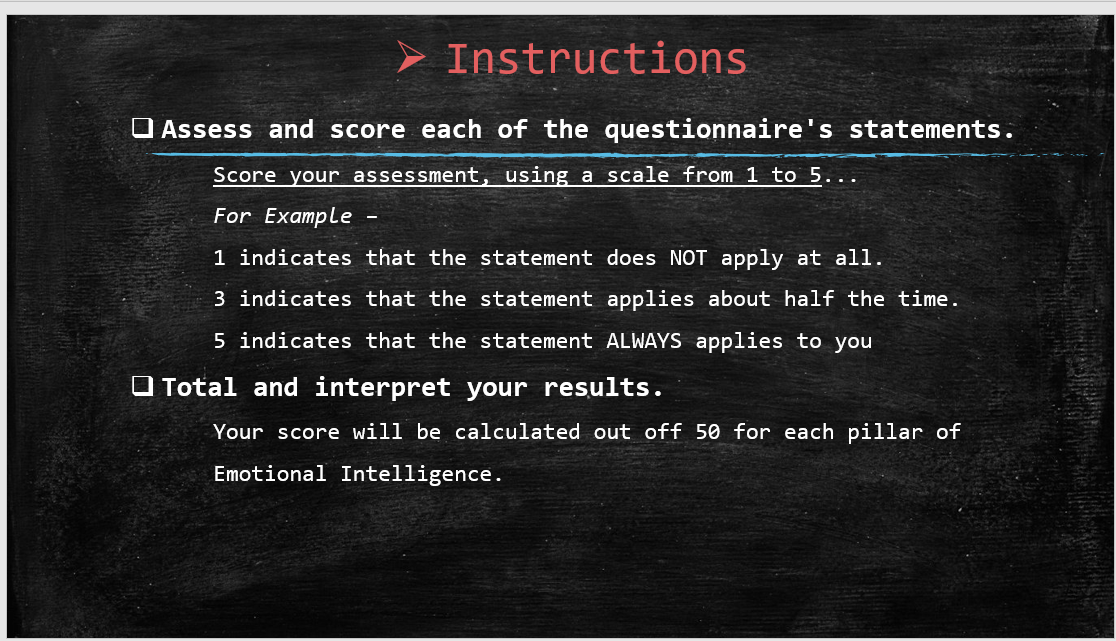 Instructions
Assess and score each of the questionnaire's statements.
Score your assessment, using a scale from 1 to 5...
For Example –
1 indicates that the statement does NOT apply at all.
3 indicates that the statement applies about half the time.
5 indicates that the statement ALWAYS applies to you
Total and interpret your results.
Your score will be calculated out off 50 for each pillar of
Emotional Intelligence.